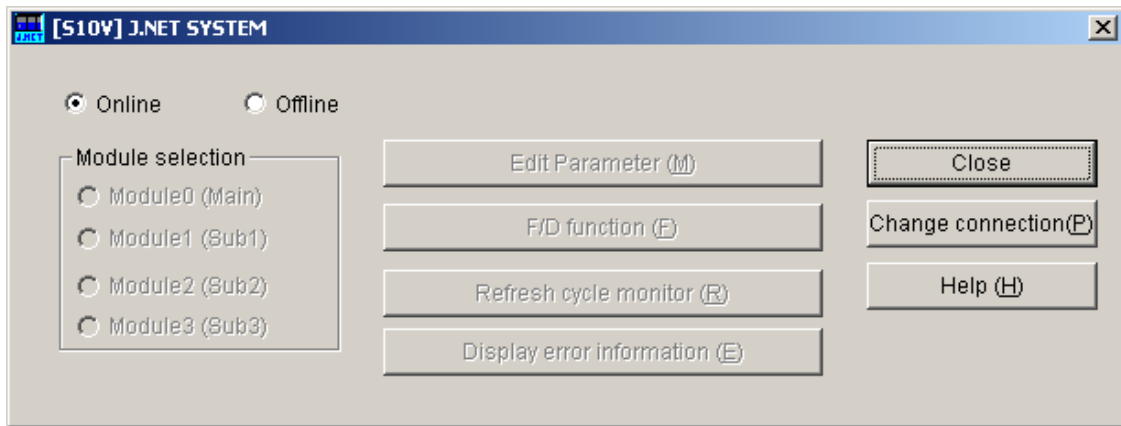 J.NET
[S10V] J.NET SYSTEM
Online
Offline
Module selection
Module0 (Main)
Module1 (Sub1)
Module2 (Sub2)
Module3 (Sub3)
Edit Parameter (M)
F/D function (F)
Refresh cycle monitor (R)
Display error information (E)
Close
Change connection(P)
Help (H)